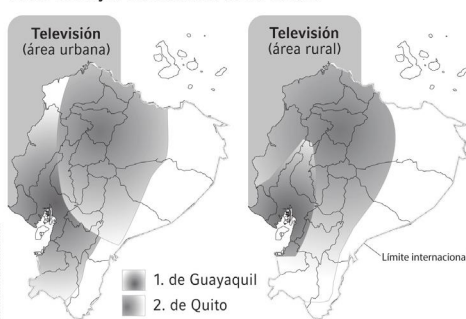 Televisión
(área urbana)
Televisión
(área rural)
Límite internaciona
1. de Guayaquil
2. de Quito